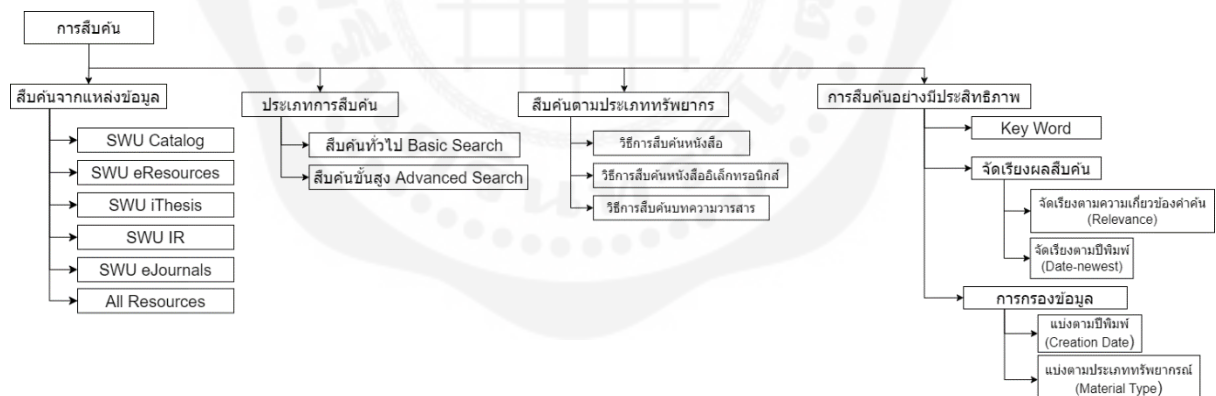 การสืบค้น
สืบค้นจากแหล่งข้อมูล
SWU Catalog
SWU eResources
SWU iThesis
SWU IR
SWU eJournals
All Resources
ประเภทการสืบค้น
สืบค้นทั่วไป Basic Search
สืบค้นขั้นสูง Advanced Search
สืบค้นตามประเภททรัพยากร
วิธีการสืบค้นหนังสือ
วิธีการสืบค้นหนังสืออิเล็กทรอนิกส์
วิธีการสืบค้นบทความวารสาร
การสืบค้นอย่างมีประสิทธิภาพ
Key Word
จัดเรียงผลสืบค้น
จัดเรียงตามความเกี่ยวข้องคำค้น
(Relevance)
จัดเรียงตามปีพิมพ์
(Date-newest)
การกรองข้อมูล
แบ่งตามปีพิมพ์
(Creation Date)
แบ่งตามประเภททรัพยากรณ์
(Material Type)